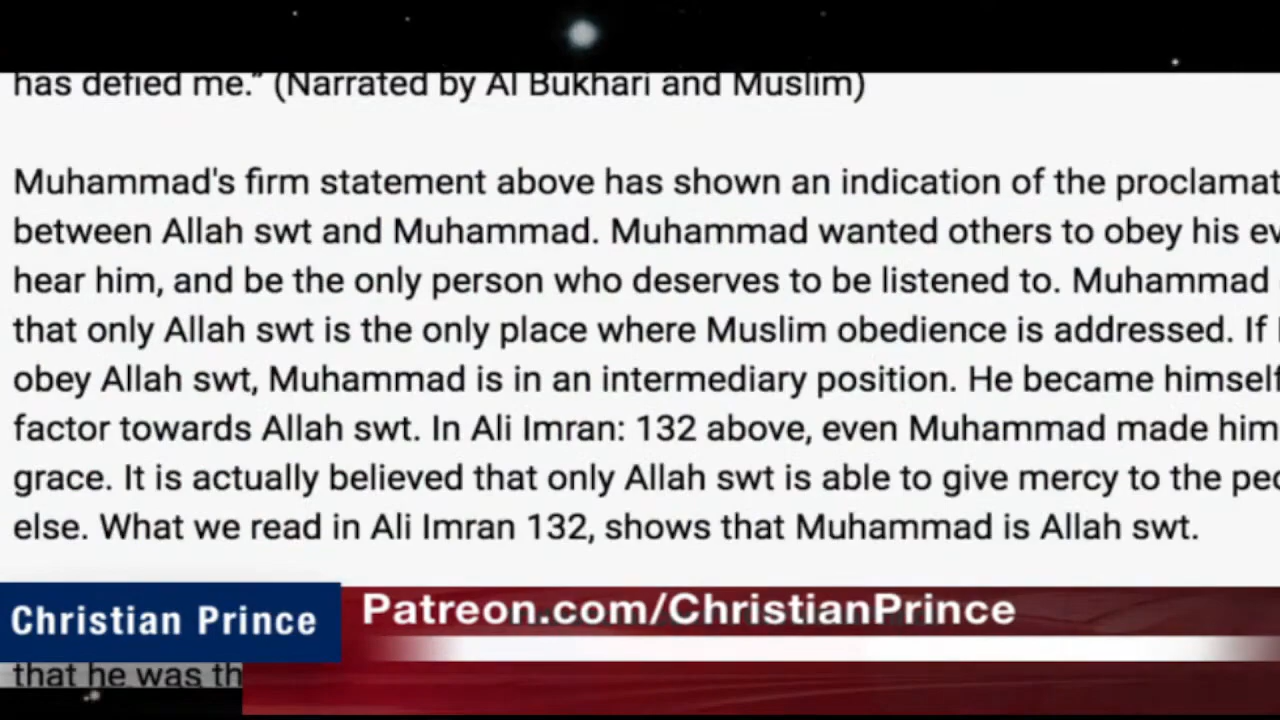 has defied me.” (Narrated by Al Bukhari and Muslim)
Muhammad's firm statement above has shown an indication of the proclamat
between Allah swt and Muhammad. Muhammad wanted others to obey his ev
hear him, and be the only person who deserves to be listened to. Muhammad
that only Allah swt is the only place where Muslim obedience is addressed. If
obey Allah swt, Muhammad is in an intermediary position. He became himself
factor towards Allah swt. In Ali Imran: 132 above, even Muhammad made him
grace. It is actually believed that only Allah swt is able to give mercy to the peo
else. What we read in Ali Imran 132, shows that Muhammad is Allah swt.
Christian Prince
Patreon.com/ChristianPrince
that he was th